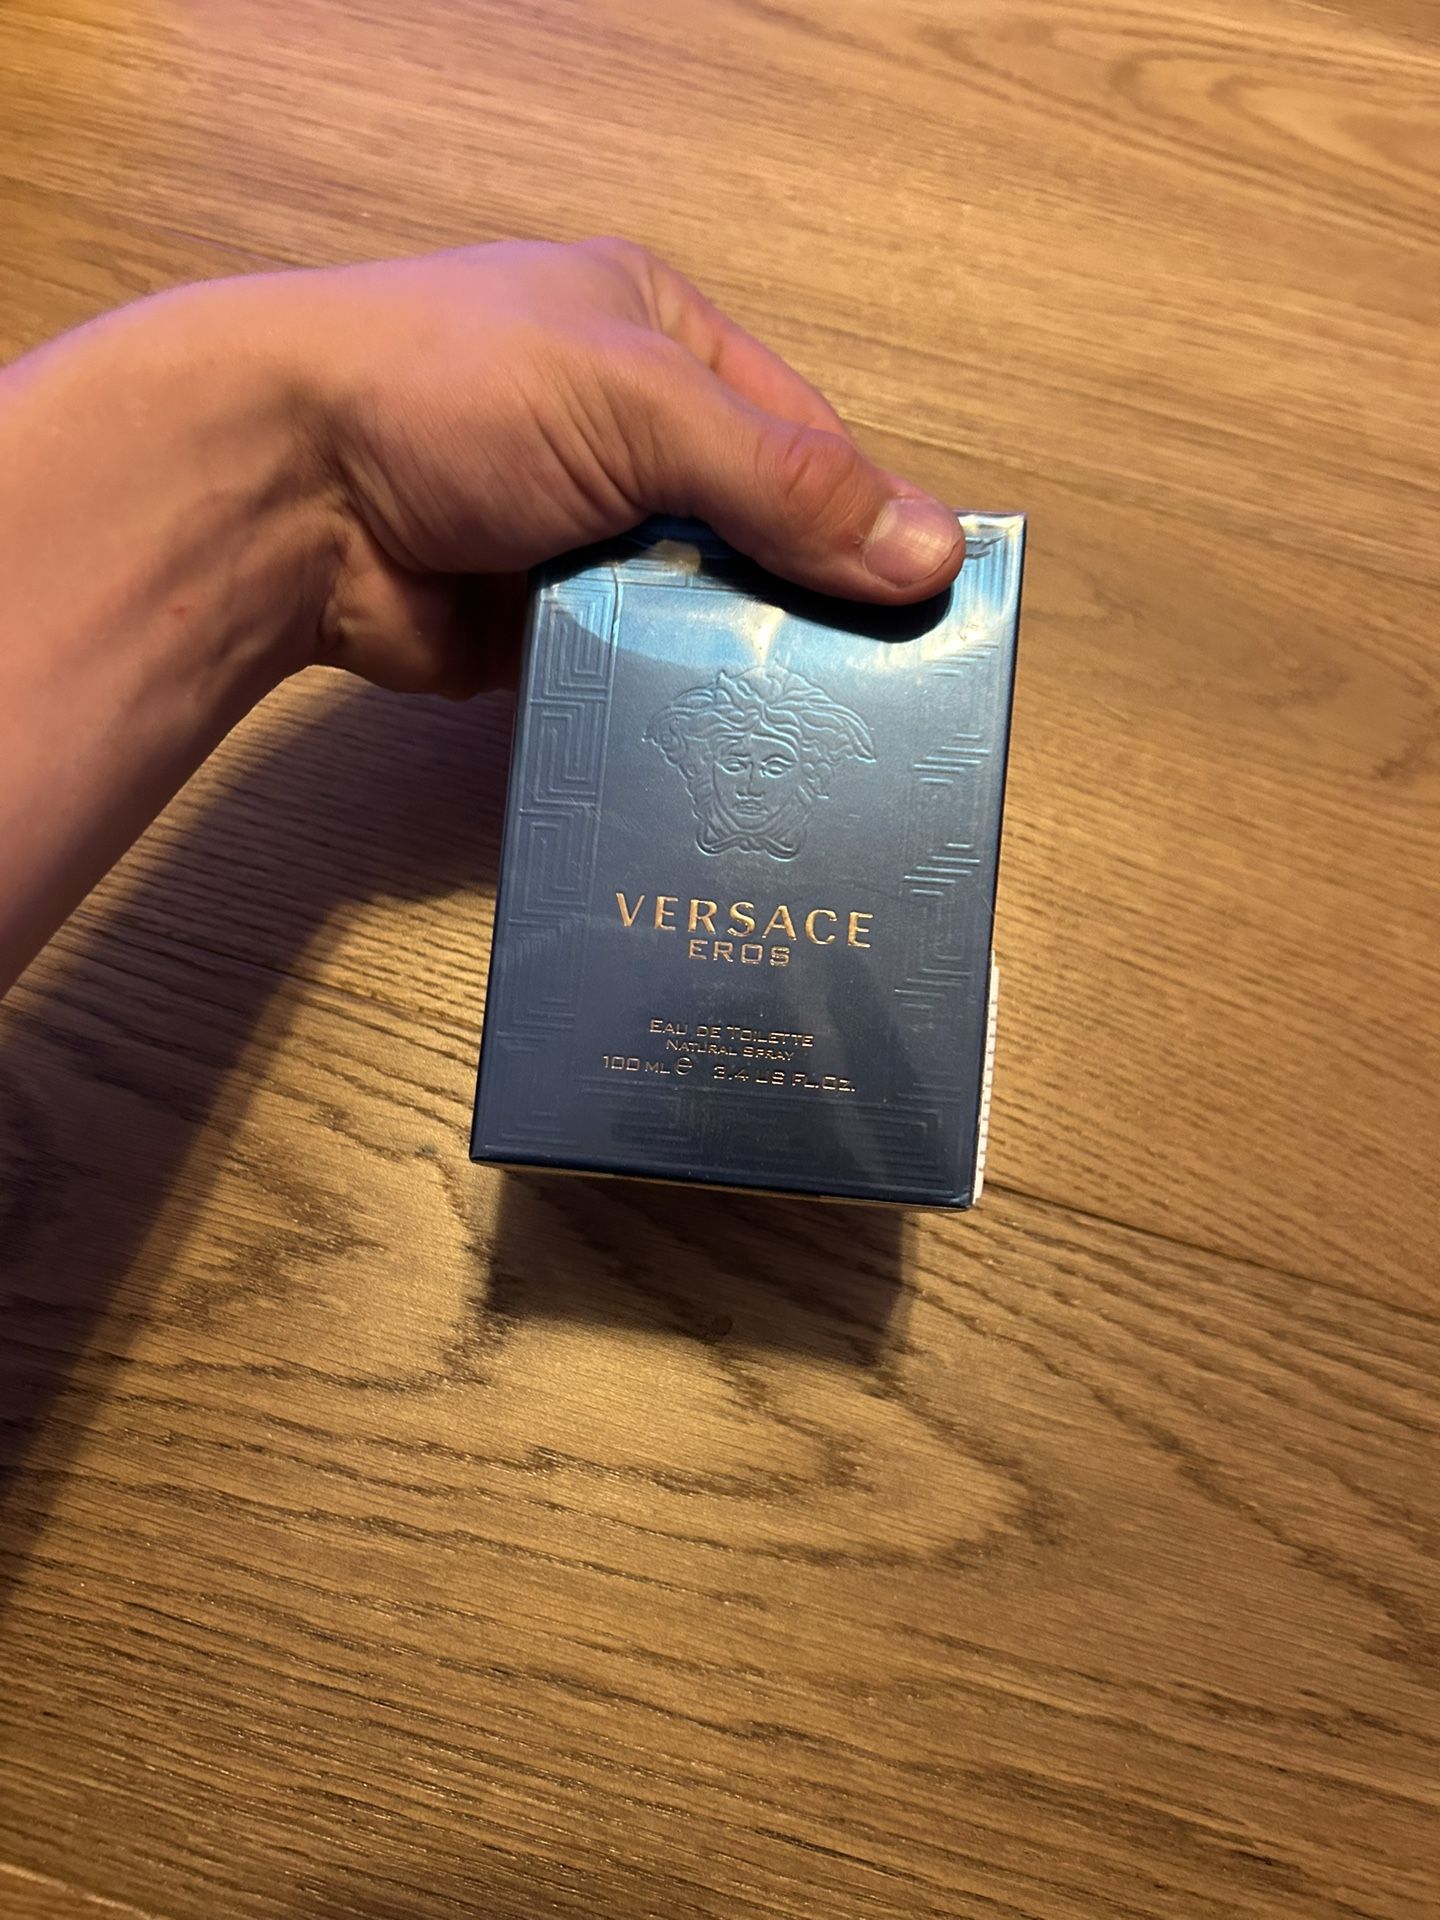 VERSACE
EROS
EAU DE TOILETTE
NATURAL SPRAY
100 ML ℮ 3.4 US FL.OZ.